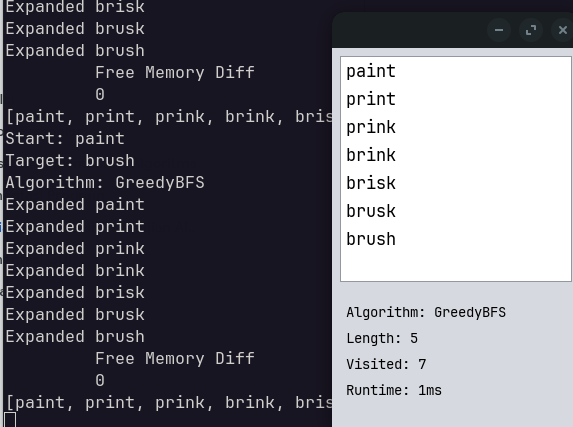 Expanded brisk
Expanded brusk
Expanded brush
Free Memory Diff
0
[paint, print, prink, brink, bris
Start: paint
Target: brush
Algorithm: GreedyBFS
Expanded paint
Expanded print
Expanded prink
Expanded brink
Expanded brisk
Expanded brusk
Expanded brush
Free Memory Diff
0
[paint, print, prink, brink, bris
paint
print
prink
brink
brisk
brusk
brush
Algorithm: GreedyBFS
Length: 5
Visited: 7
Runtime: 1ms